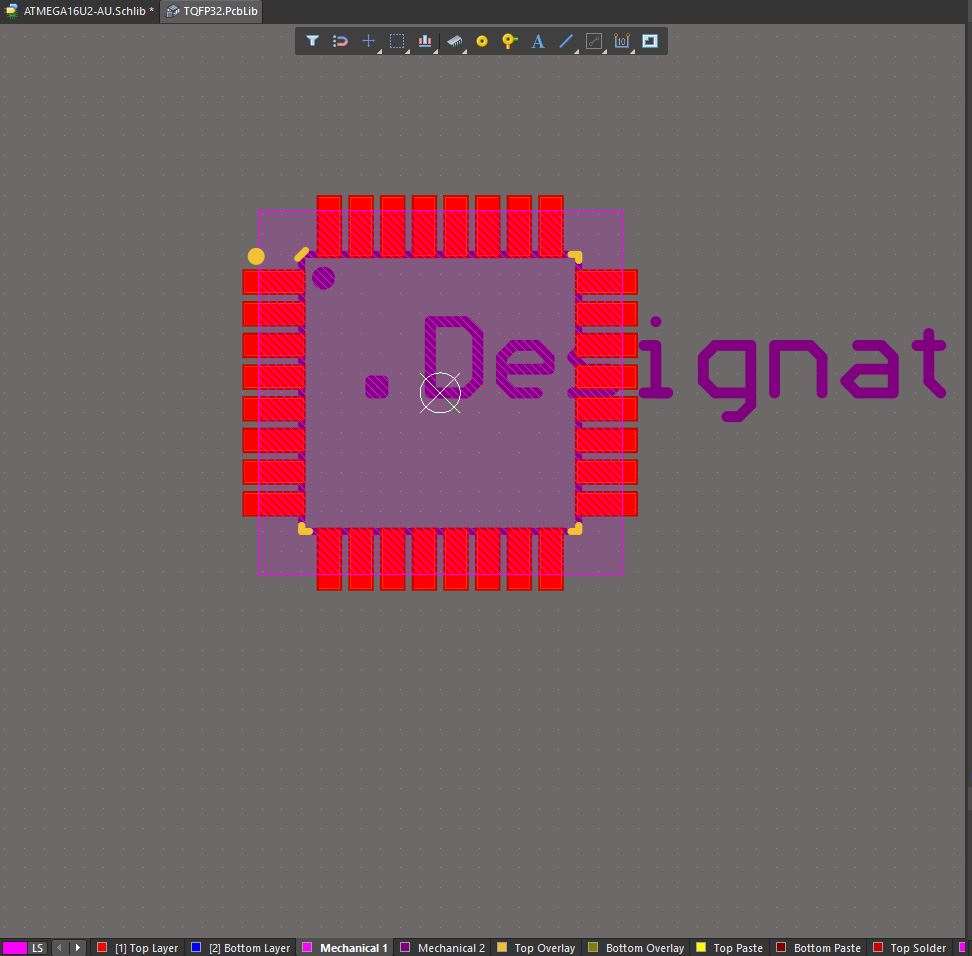 ATMEGA16U2-AU.Schlib * TQFP32.PcbLib
.Designat
LS [1] Top Layer [2] Bottom Layer Mechanical 1 Mechanical 2 Top Overlay Bottom Overlay Top Paste Bottom Paste Top Solder